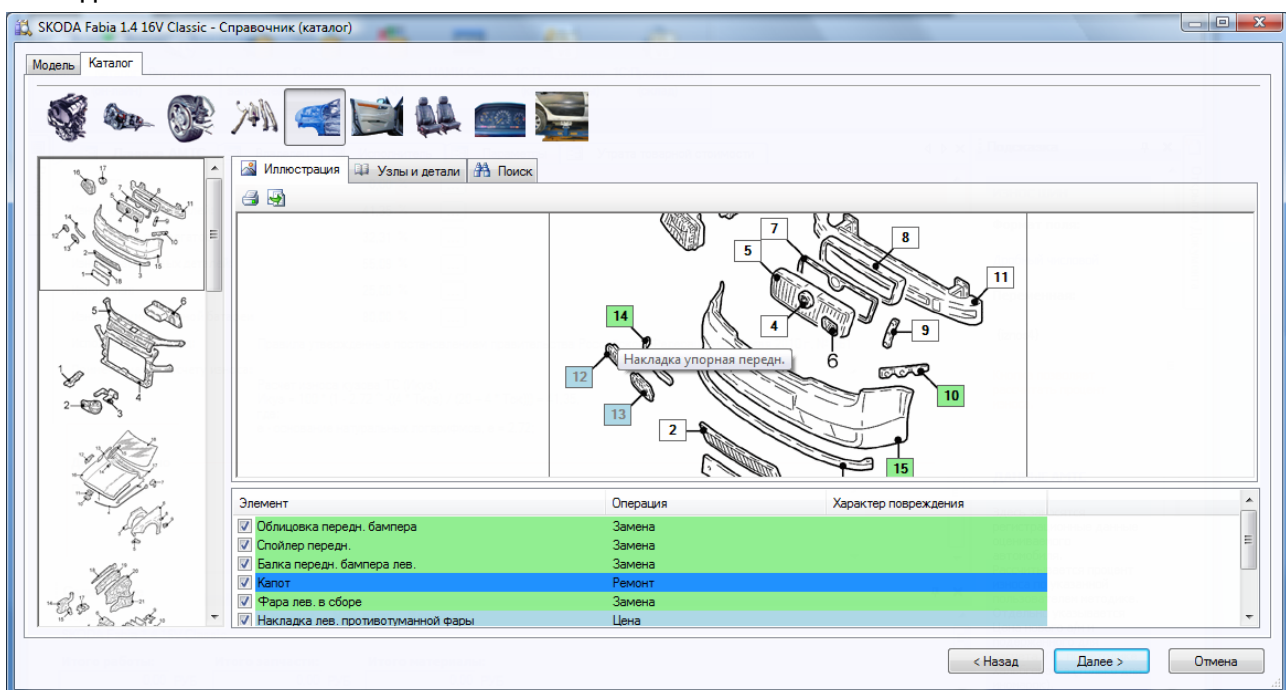 SKODA Fabia 1.4 16V Classic - Справочник (каталог)
Модель Каталог
Иллюстрация Узлы и детали Поиск
7
8
5
11
14
4
9
6
Накладка упорная передн.
12
10
13
2
15
Элемент Операция Характер повреждения
Облицовка передн. бампера Замена
Спойлер передн. Замена
Балка передн. бампера лев. Замена
Капот Ремонт
Фара лев. в сборе Замена
Накладка лев. противотуманной фары Цена
< Назад Далее > Отмена